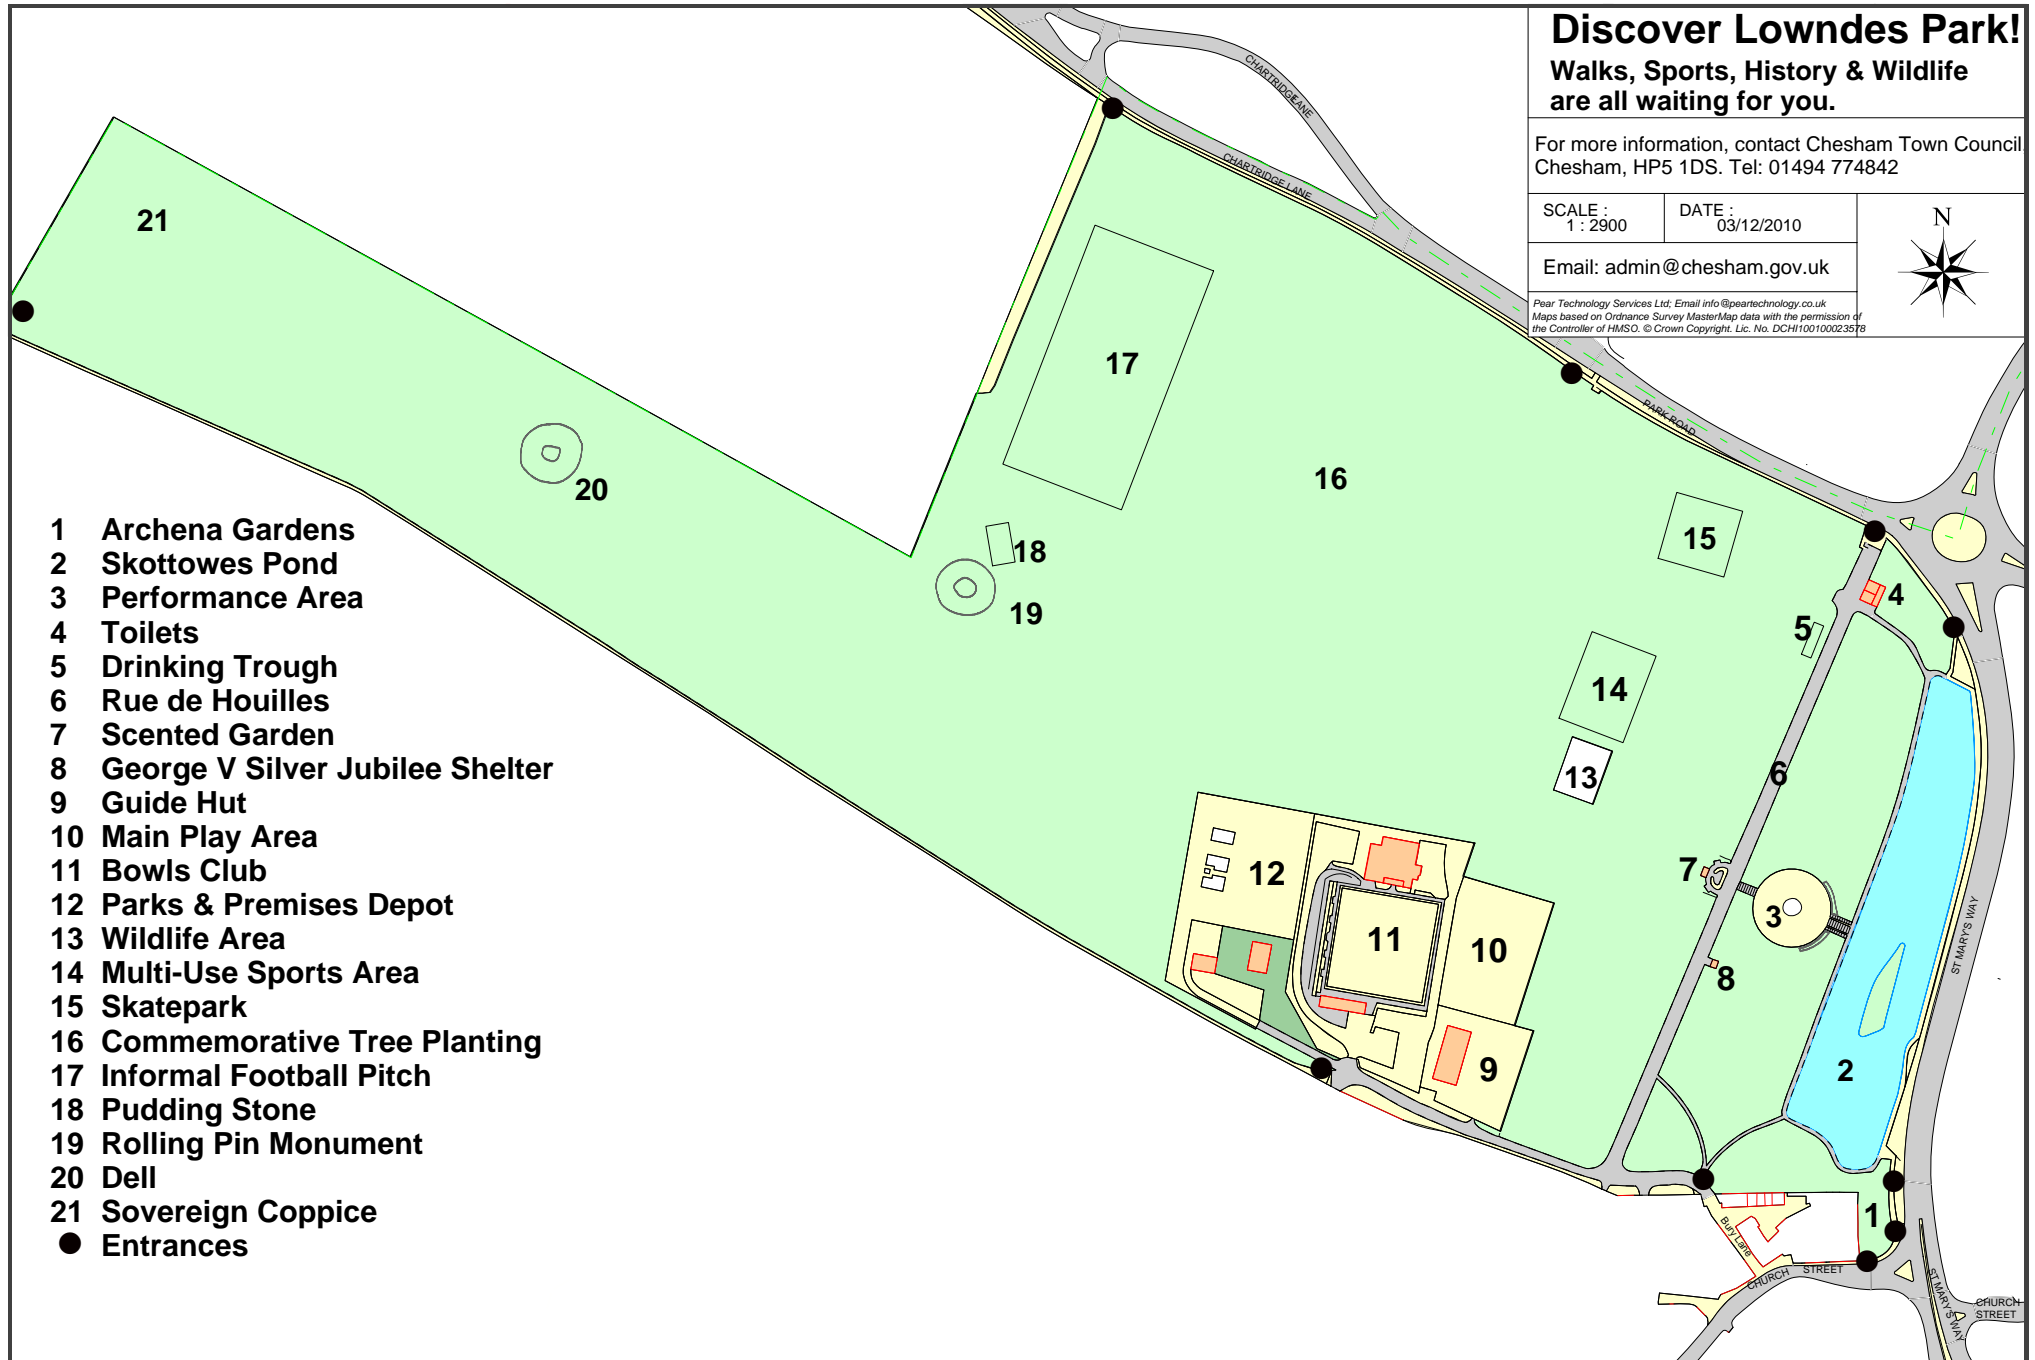 Discover Lowndes Park!
Walks, Sports, History & Wildlife
are all waiting for you.
For more information, contact Chesham Town Council,
Chesham, HP5 1DS. Tel: 01494 774842
SCALE :
1 : 2900
DATE :
03/12/2010
N
Email: admin@chesham.gov.uk
Pear Technology Services Ltd; Email info@peartechnology.co.uk
Maps based on Ordnance Survey MasterMap data with the permission of
the Controller of HMSO. © Crown Copyright. Lic. No. DCHI100100023578
CHARTRIDGE LANE
CHARTRIDGE LANE
PARK ROAD
21
17
16
20
18
19
15
4
5
14
13
6
12
7
3
11
10
8
9
2
1
ST MARY'S WAY
Bury Lane
CHURCH STREET
ST MARY'S WAY
CHURCH
STREET
1 Archena Gardens
2 Skottowes Pond
3 Performance Area
4 Toilets
5 Drinking Trough
6 Rue de Houilles
7 Scented Garden
8 George V Silver Jubilee Shelter
9 Guide Hut
10 Main Play Area
11 Bowls Club
12 Parks & Premises Depot
13 Wildlife Area
14 Multi-Use Sports Area
15 Skatepark
16 Commemorative Tree Planting
17 Informal Football Pitch
18 Pudding Stone
19 Rolling Pin Monument
20 Dell
21 Sovereign Coppice
● Entrances